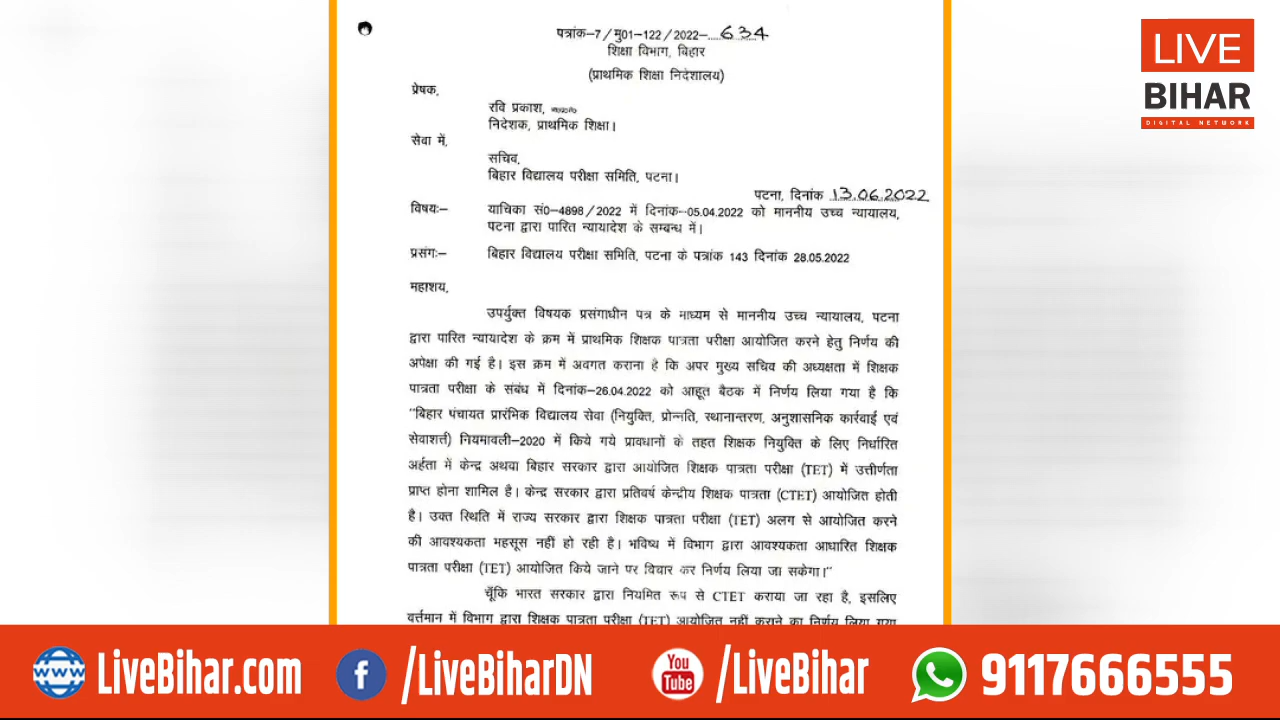 पत्रांक–7 / मु01–122 / 2022–......634
शिक्षा विभाग, बिहार
(प्राथमिक शिक्षा निदेशालय)
प्रेषक,
रवि प्रकाश,
निदेशक, प्राथमिक शिक्षा।
सेवा में,
सचिव,
बिहार विद्यालय परीक्षा समिति, पटना।
पटना, दिनांक 13.06.2022
विषयः– याचिका सं0–4898 / 2022 में दिनांक–05.04.2022 को माननीय उच्च न्यायालय,
पटना द्वारा पारित न्यायादेश के सम्बन्ध में।
प्रसंगः– बिहार विद्यालय परीक्षा समिति, पटना के पत्रांक 143 दिनांक 28.05.2022
महाशय,
उपर्युक्त विषयक प्रसंगाधीन पत्र के माध्यम से माननीय उच्च न्यायालय, पटना
द्वारा पारित न्यायादेश के क्रम में प्राथमिक शिक्षक पात्रता परीक्षा आयोजित करने हेतु निर्णय की
अपेक्षा की गई है। इस क्रम में अवगत कराना है कि अपर मुख्य सचिव की अध्यक्षता में शिक्षक
पात्रता परीक्षा के संबंध में दिनांक–26.04.2022 को आहूत बैठक में निर्णय लिया गया है कि
"बिहार पंचायत प्रारंभिक विद्यालय सेवा (नियुक्ति, प्रोन्नति, स्थानान्तरण, अनुशासनिक कार्रवाई एवं
सेवाशर्त्त) नियमावली–2020 में किये गये प्रावधानों के तहत शिक्षक नियुक्ति के लिए निर्धारित
अर्हता में केन्द्र अथवा बिहार सरकार द्वारा आयोजित शिक्षक पात्रता परीक्षा (TET) में उत्तीर्णता
प्राप्त होना शामिल है। केन्द्र सरकार द्वारा प्रतिवर्ष केन्द्रीय शिक्षक पात्रता (CTET) आयोजित होती
है। उक्त स्थिति में राज्य सरकार द्वारा शिक्षक पात्रता परीक्षा (TET) अलग से आयोजित करने
की आवश्यकता महसूस नहीं हो रही है। भविष्य में विभाग द्वारा आवश्यकता आधारित शिक्षक
पात्रता परीक्षा (TET) आयोजित किये जाने पर विचार कर निर्णय लिया जा सकेगा।"
चूँकि भारत सरकार द्वारा नियमित रूप से CTET कराया जा रहा है, इसलिए
वर्त्तमान में विभाग द्वारा शिक्षक पात्रता परीक्षा (TET) आयोजित नहीं कराने का निर्णय लिया गया
LIVE
BIHAR
DIGITAL NETWORK
www LiveBihar.com
f /LiveBiharDN
You Tube /LiveBihar
9117666555